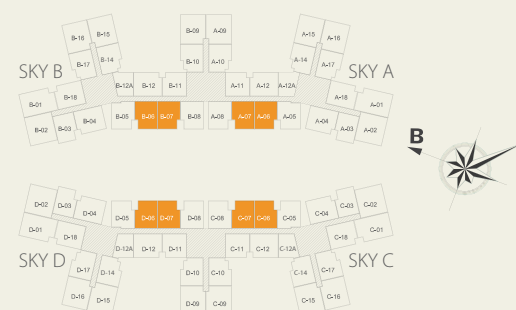 B-09 A-09
B-16 B-15 A-15 A-16
B-17 B-14 B-10 A-10 A-14 A-17
SKY B SKY A
B-12A B-12 B-11 A-11 A-12 A-12A
B-01 B-18 A-18 A-01
B-02 B-03 B-04 B-05 B-06 B-07 B-08 A-08 A-07 A-06 A-05 A-04 A-03 A-02
B
D-02 D-03 D-04 D-05 D-06 D-07 D-08 C-08 C-07 C-06 C-05 C-04 C-03 C-02
D-01 D-18 C-18 C-01
D-12A D-12 D-11 C-11 C-12 C-12A
SKY D SKY C
D-17 D-14 D-10 C-10 C-14 C-17
D-16 D-15 D-09 C-09 C-15 C-16